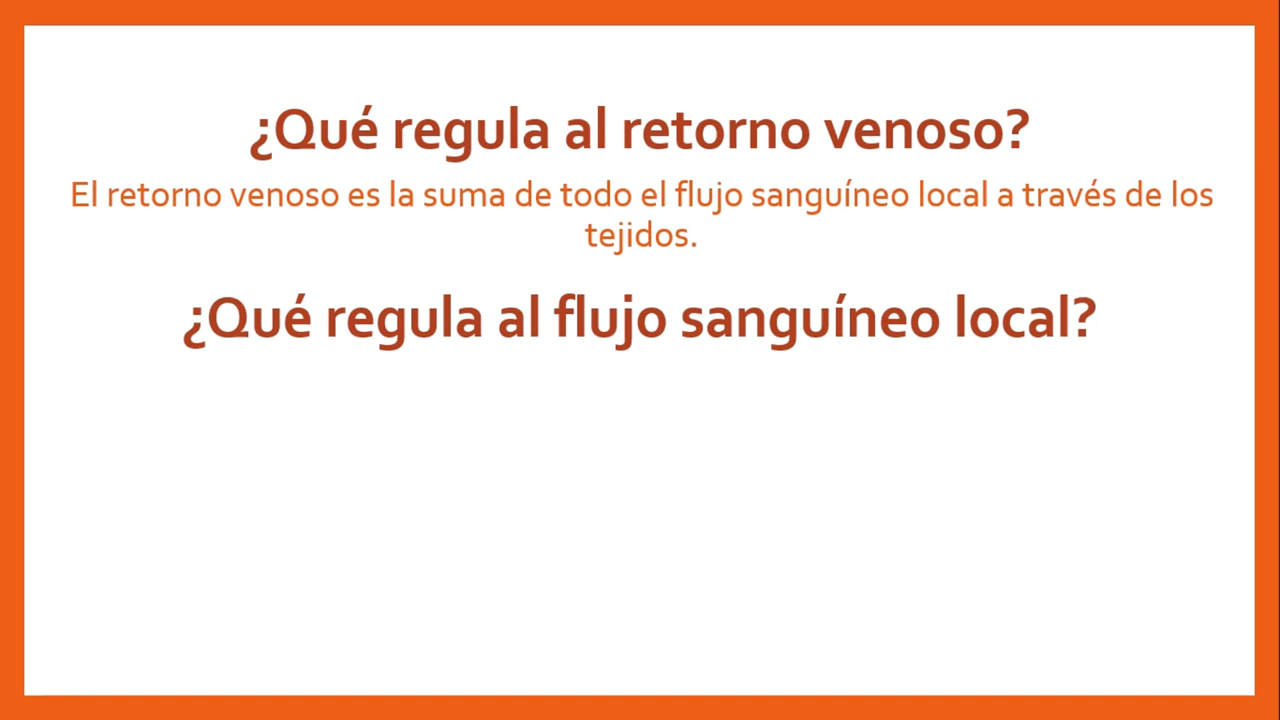 ¿Qué regula al retorno venoso?
El retorno venoso es la suma de todo el flujo sanguíneo local a través de los
tejidos.
¿Qué regula al flujo sanguíneo local?